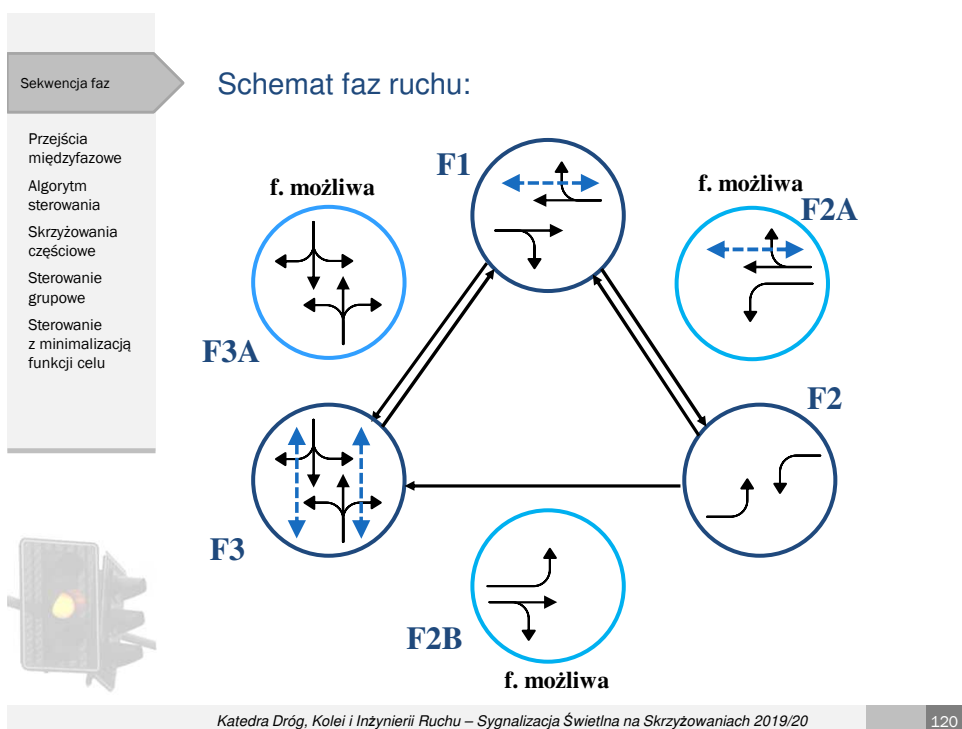 Sekwencja faz
Przejścia
międzyfazowe
Algorytm
sterowania
Skrzyżowania
częściowe
Sterowanie
grupowe
Sterowanie
z minimalizacją
funkcji celu
Schemat faz ruchu:
F1
f. możliwa
F3A
f. możliwa
F2A
F2
F3
F2B
f. możliwa
Katedra Dróg, Kolei i Inżynierii Ruchu – Sygnalizacja Świetlna na Skrzyżowaniach 2019/20
120